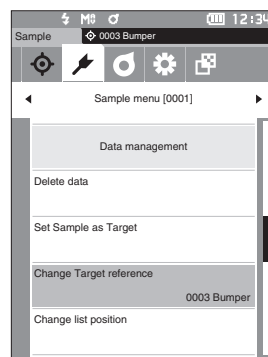 M 12:34
Sample 0003 Bumper
Sample menu [0001]
Data management
Delete data
Set Sample as Target
Change Target reference
0003 Bumper
Change list position